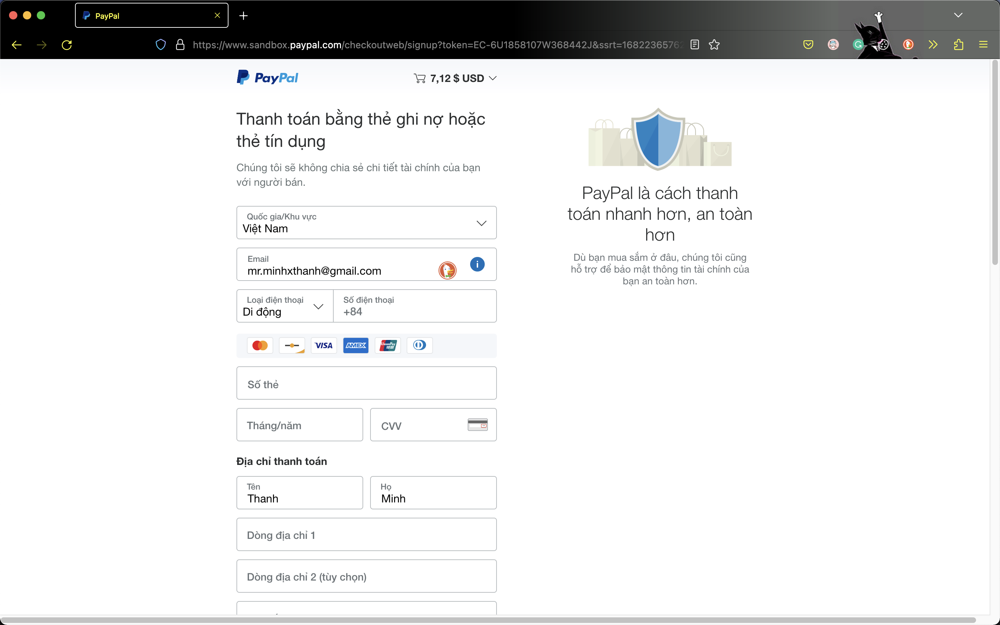 PayPal
https://www.sandbox.paypal.com/checkoutweb/signup?token=EC-6U1858107W368442J&ssrt=16822365762
PayPal
7,12 $ USD
Thanh toán bằng thẻ ghi nợ hoặc
thẻ tín dụng
Chúng tôi sẽ không chia sẻ chi tiết tài chính của bạn
với người bán.
Quốc gia/Khu vực
Việt Nam
Email
mr.minhxthanh@gmail.com
Loại điện thoại
Di động
Số điện thoại
+84
VISA
AMEX
UnionPay
银联
Số thẻ
Tháng/năm
CVV
Địa chỉ thanh toán
Tên
Thanh
Họ
Minh
Dòng địa chỉ 1
Dòng địa chỉ 2 (tùy chọn)
PayPal là cách thanh
toán nhanh hơn, an toàn
hơn
Dù bạn mua sắm ở đâu, chúng tôi cũng
hỗ trợ để bảo mật thông tin tài chính của
bạn an toàn hơn.